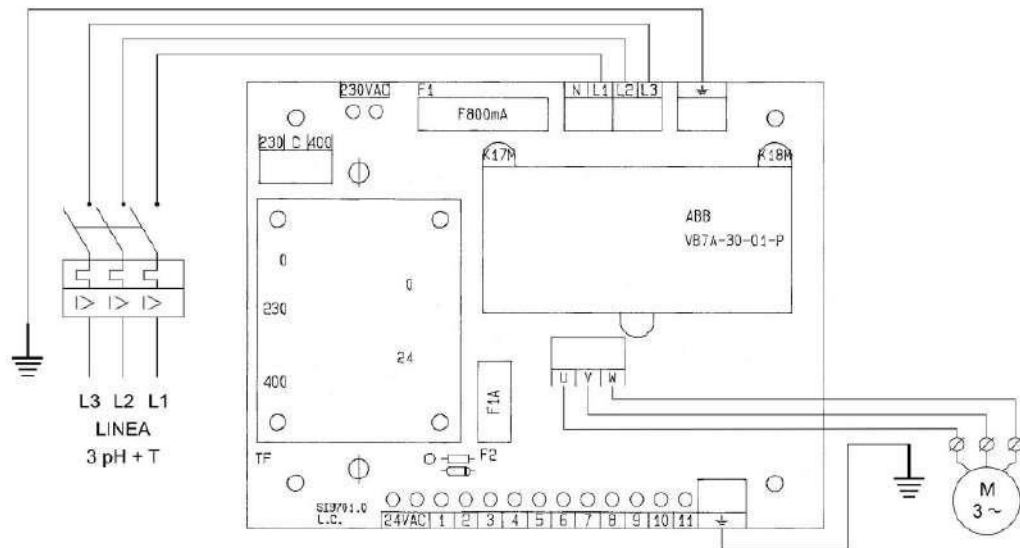 230VAC
F1
N L1 L2 L3
F800mA
230 C 400
K17M
K18M
ABB
VB7A-30-01-P
0
0
230
24
400
I> I> I>
U V W
F1A
L3 L2 L1
LINEA
3 pH + T
TF
F2
M
3 ~
L.C.
24VAC 1 2 3 4 5 6 7 8 9 10 11